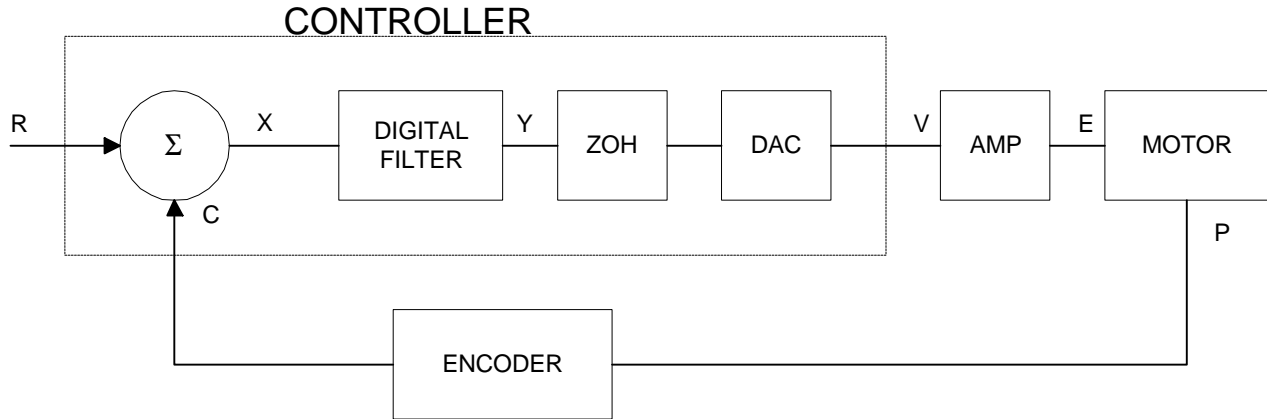 CONTROLLER
R
Σ
X
DIGITAL
FILTER
Y
ZOH
DAC
V
AMP
E
MOTOR
C
P
ENCODER